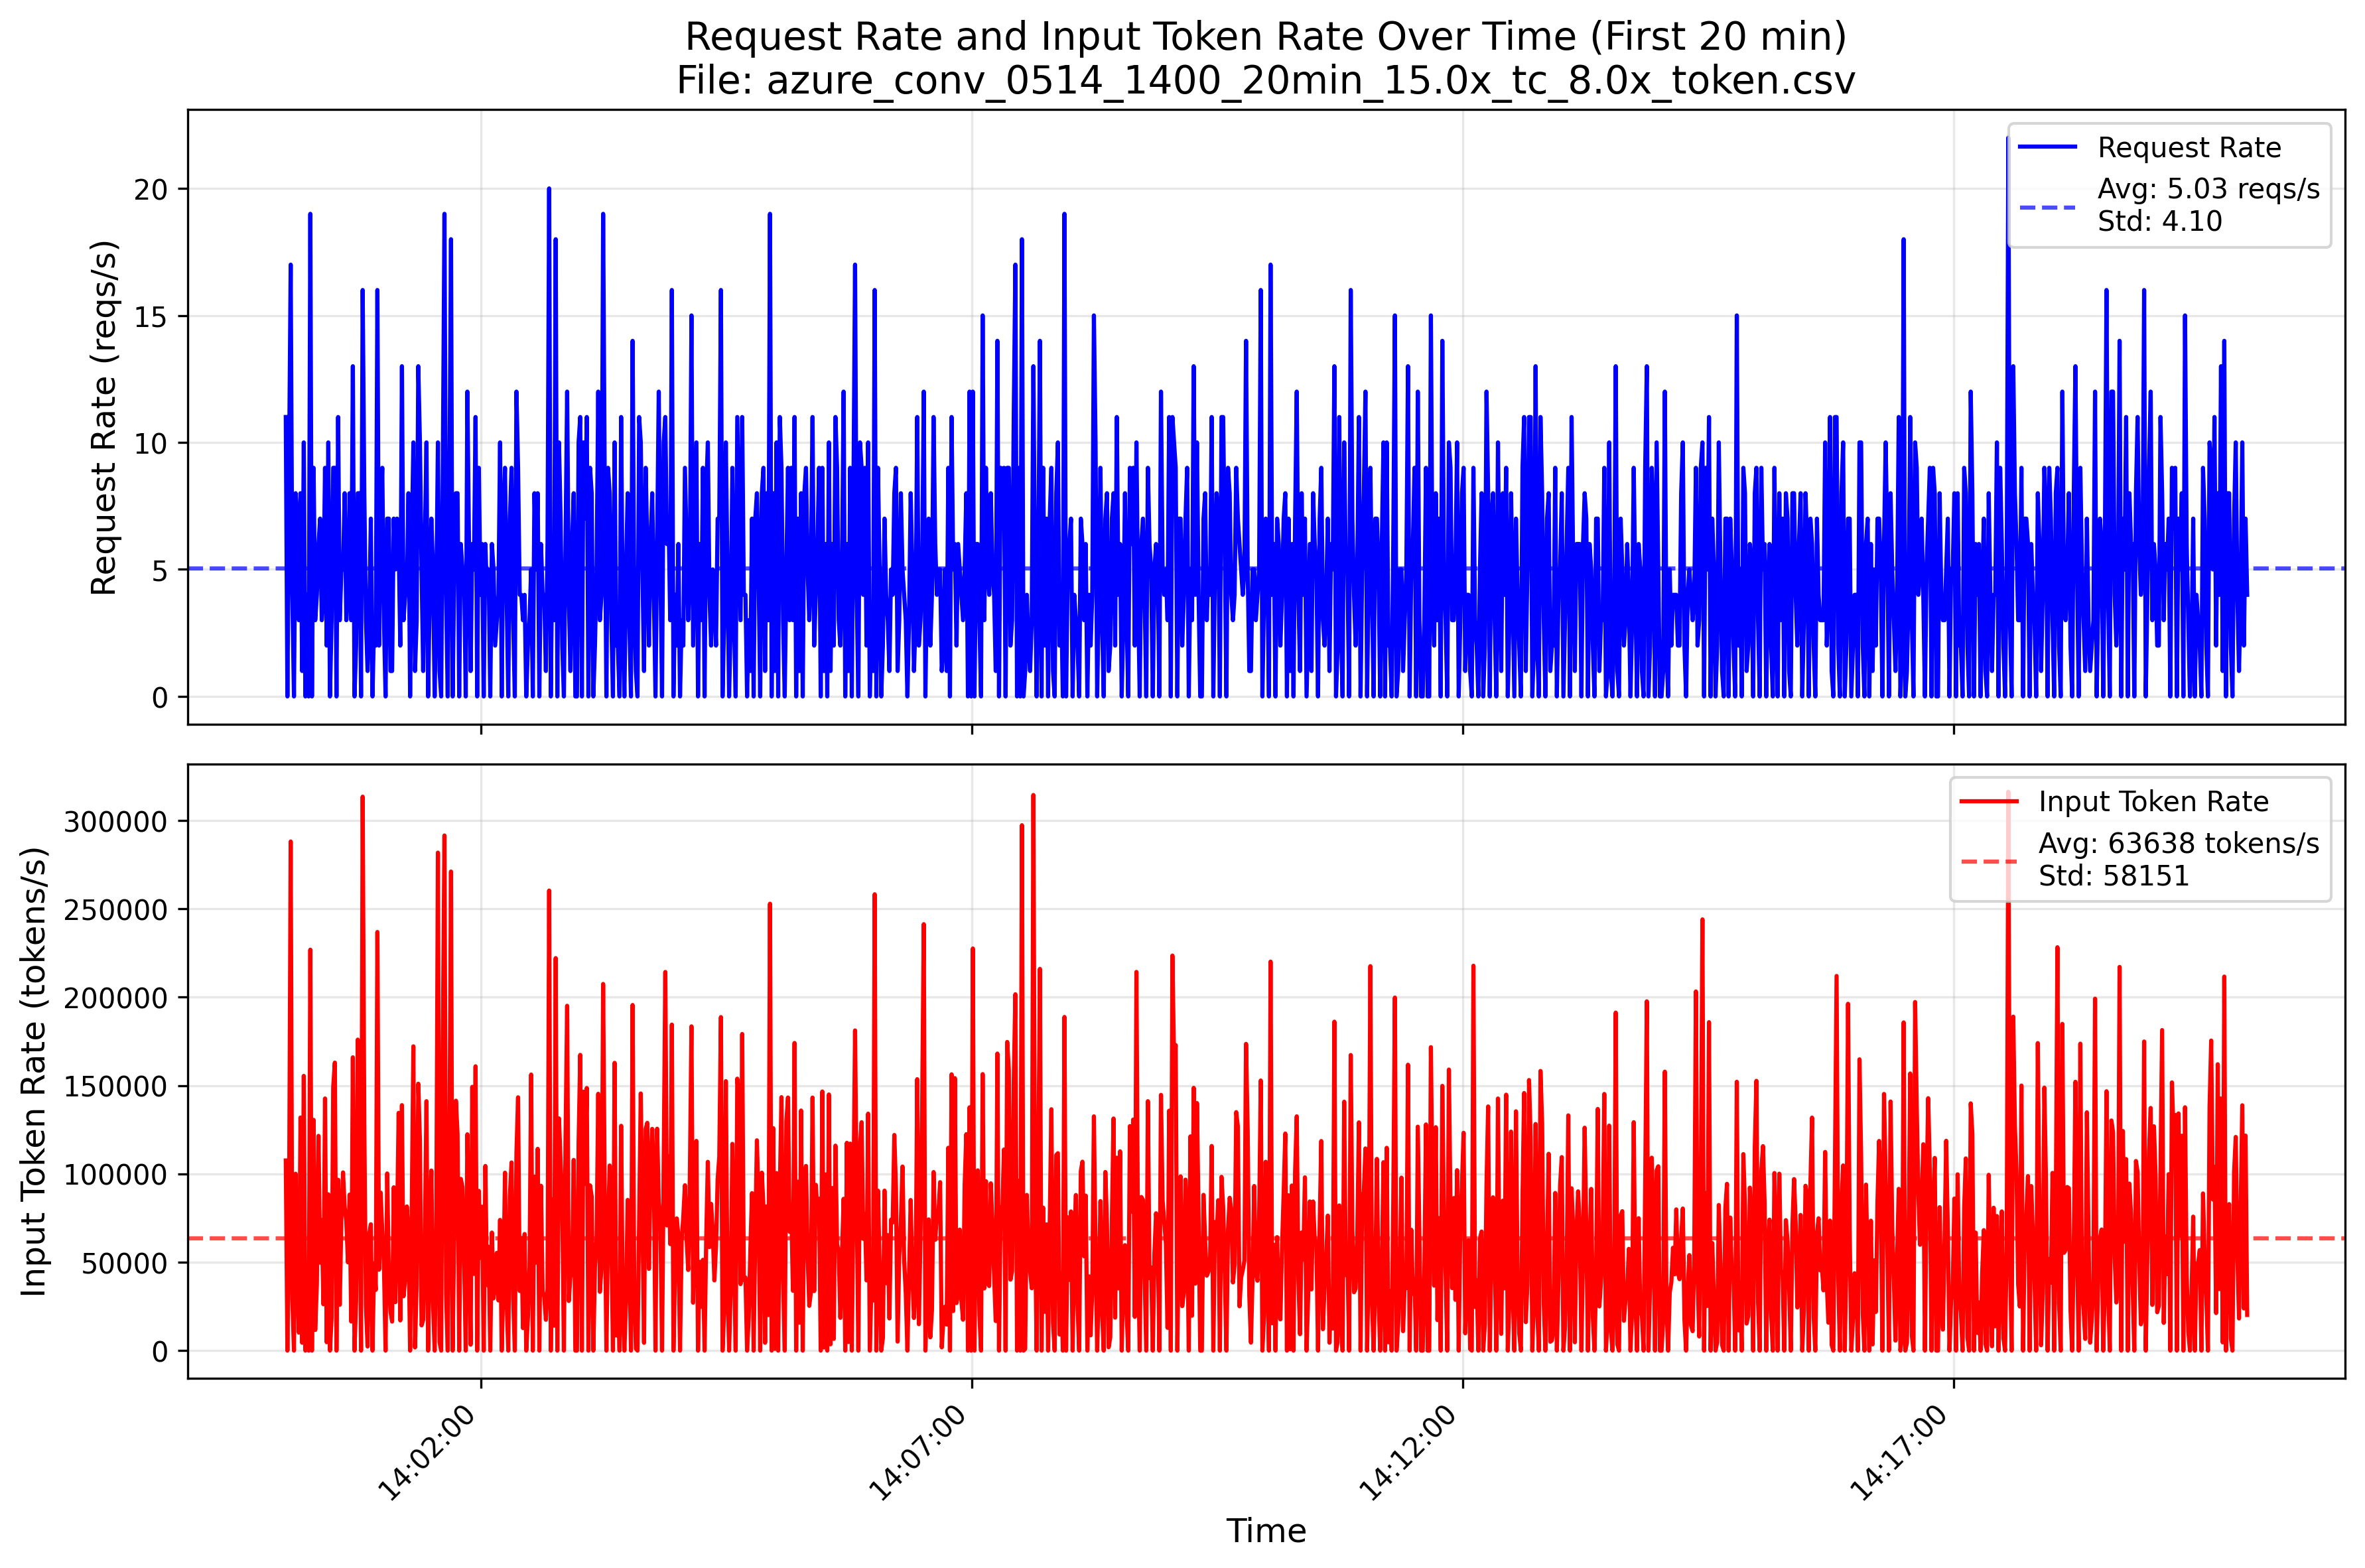 Request Rate and Input Token Rate Over Time (First 20 min)
File: azure_conv_0514_1400_20min_15.0x_tc_8.0x_token.csv
Request Rate (reqs/s)
20
15
10
5
0
Request Rate
Avg: 5.03 reqs/s
Std: 4.10
Input Token Rate (tokens/s)
300000
250000
200000
150000
100000
50000
0
Input Token Rate
Avg: 63638 tokens/s
Std: 58151
14:02:00
14:07:00
14:12:00
14:17:00
Time